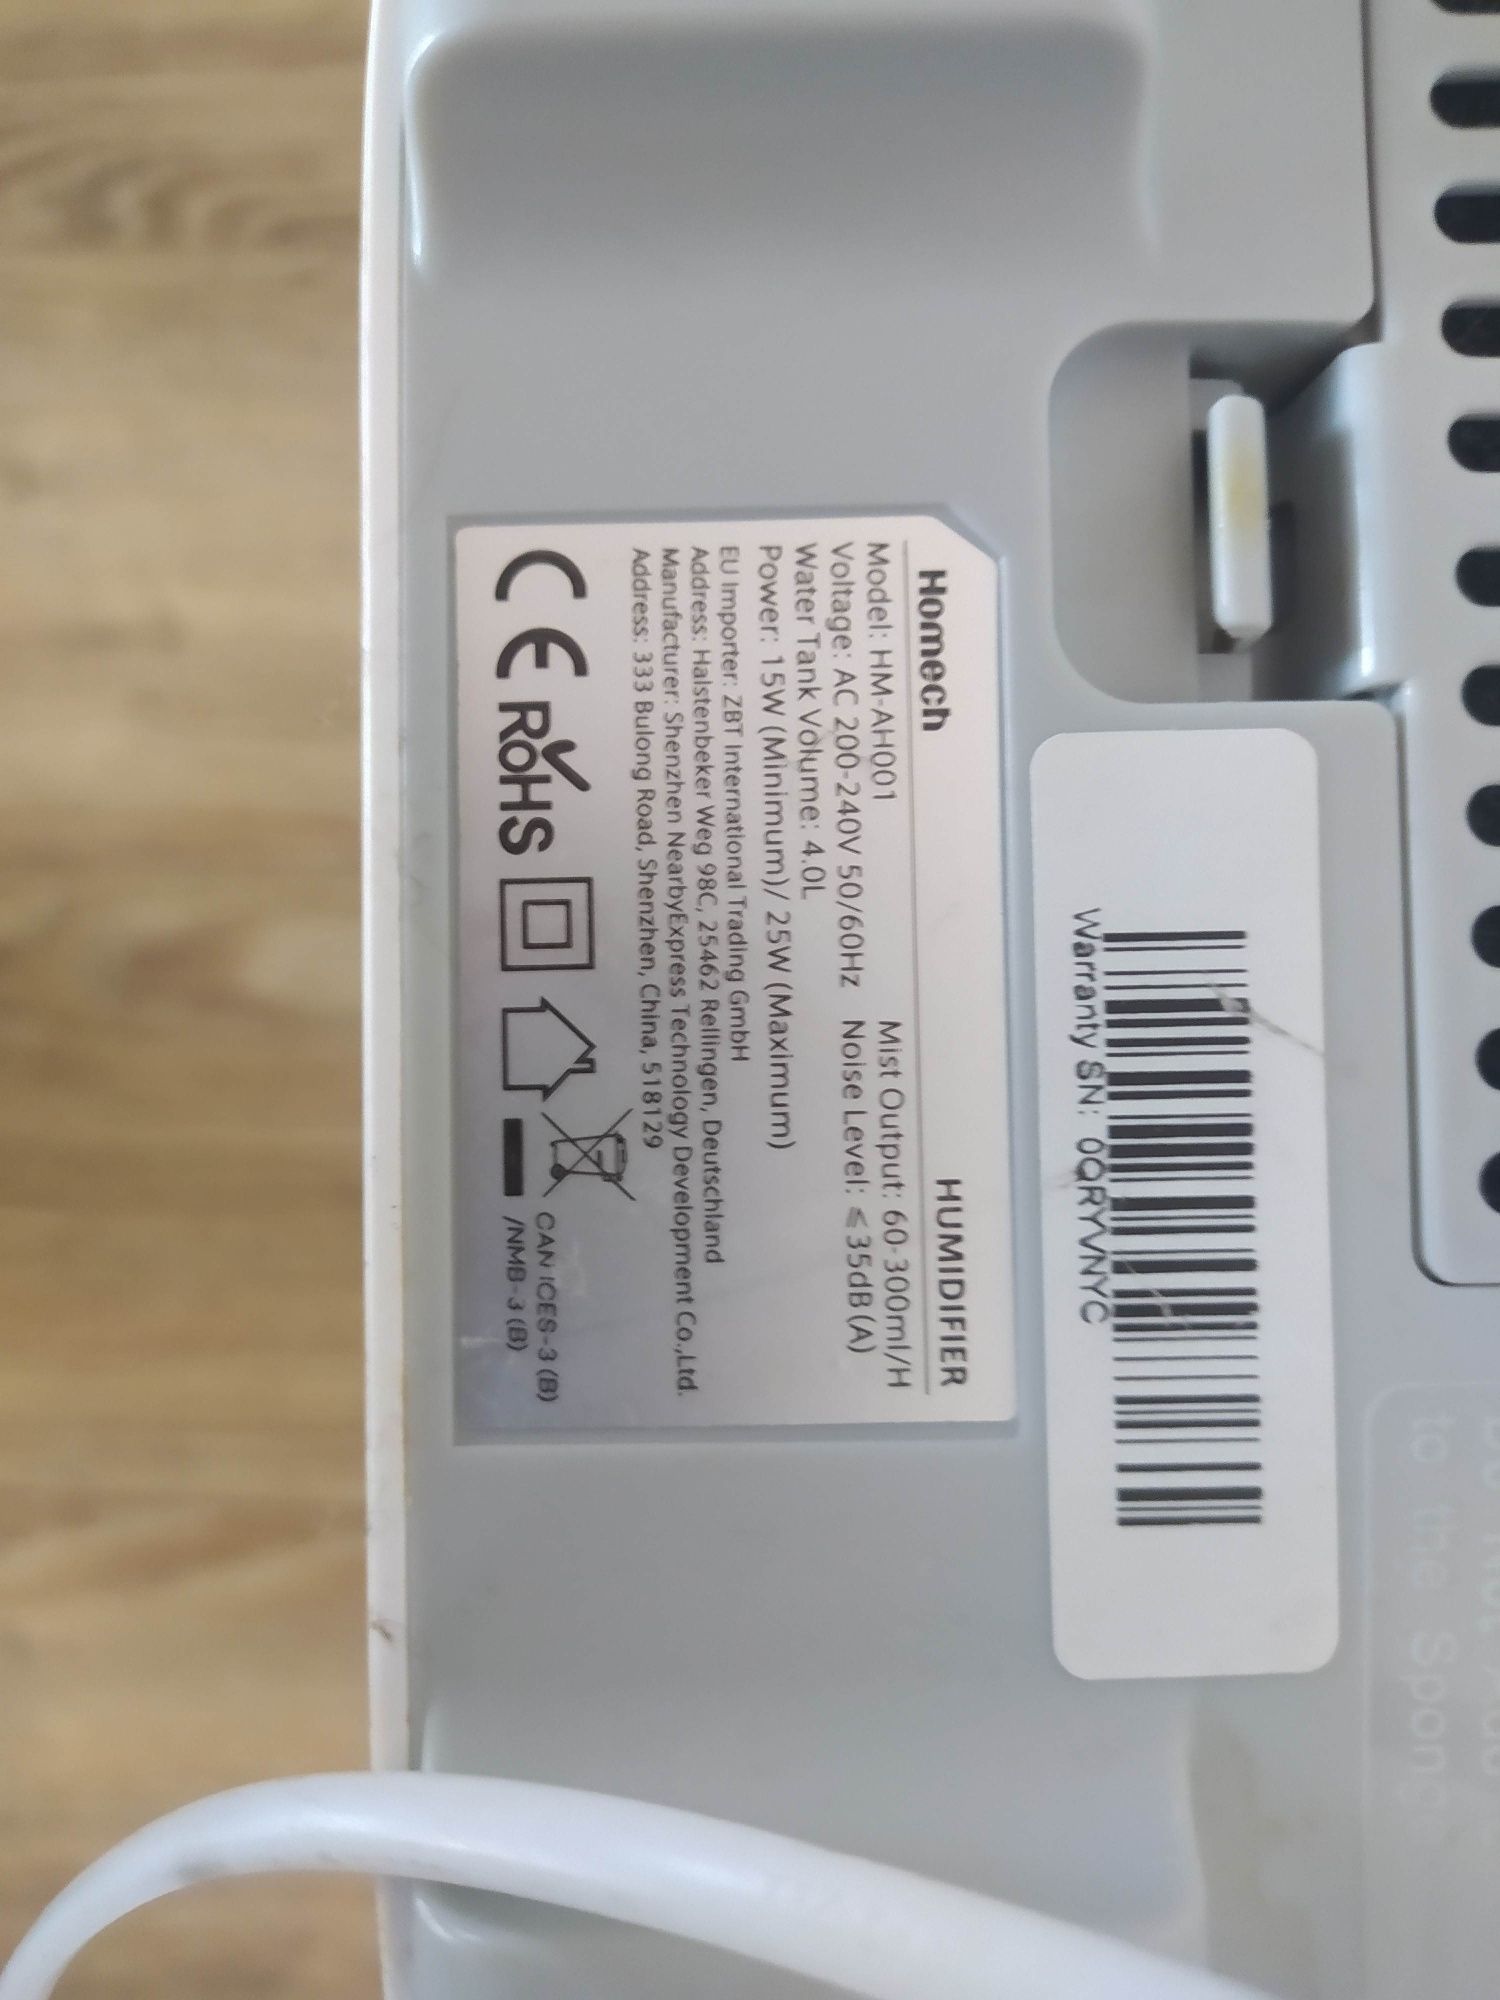 Warranty SN: 0QRYVNYC
Homech HUMIDIFIER
Model: HM-AH001 Mist Output: 60-300ml/H
Voltage: AC 200-240V 50/60Hz Noise Level: ⩽35dB(A)
Water Tank Volume: 4.0L
Power: 15W (Minimum)/ 25W (Maximum)
EU Importer: ZBT International Trading GmbH
Address: Halstenbeker Weg 98C, 25462 Rellingen, Deutschland
Manufacturer: Shenzhen NearbyExpress Technology Development Co.,Ltd.
Address: 333 Bulong Road, Shenzhen, China, 518129
CE RoHS CAN ICES-3 (B)
/NMB-3 (B)
to the Sponge